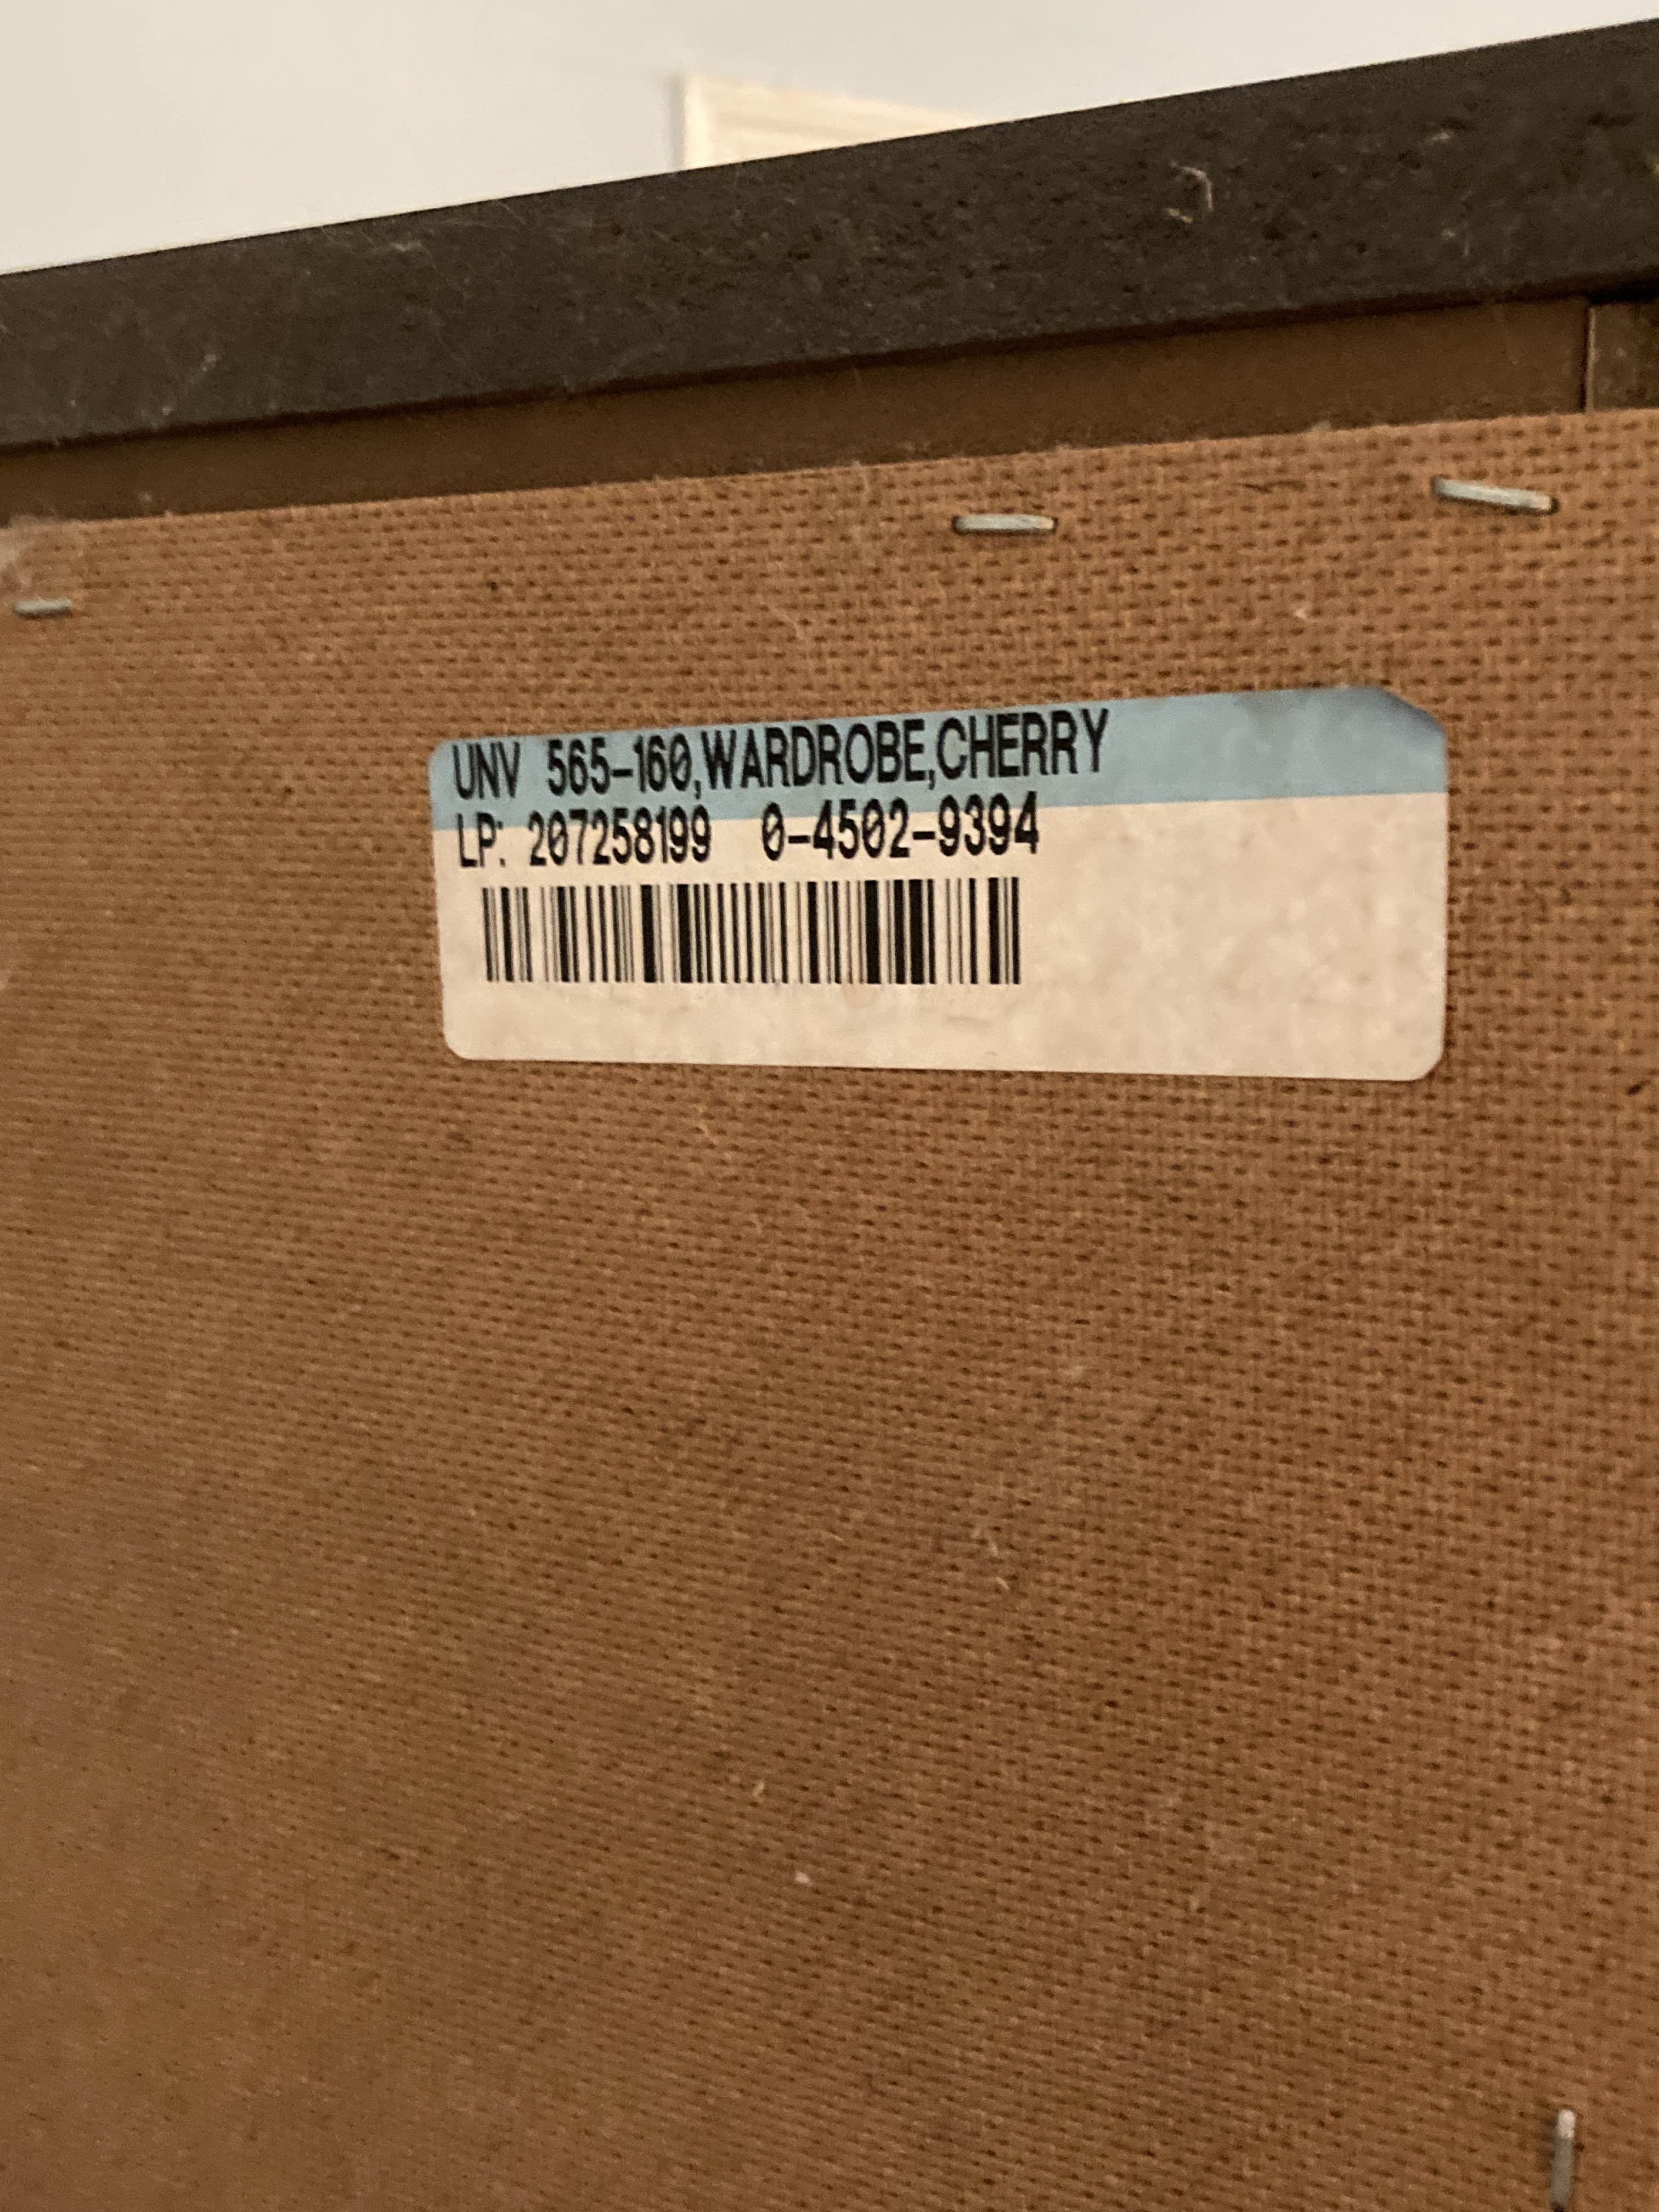 UNV 565-160,WARDROBE,CHERRY
LP: 207258199 0-4502-9394